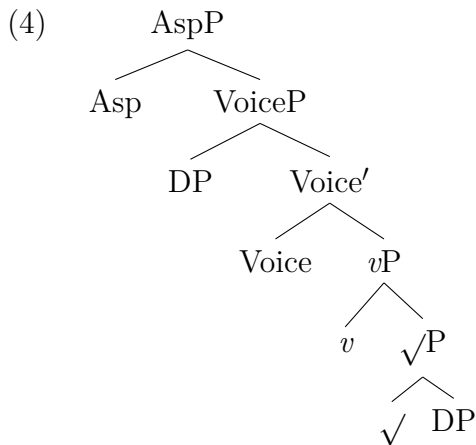 (4) AspP
Asp VoiceP
DP Voice′
Voice vP
v √P
√ DP